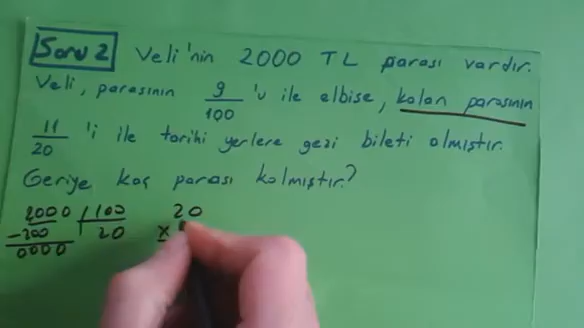 Soru 2 Veli'nin 2000 TL parası vardır.
Veli, parasının 9/100 'u ile elbise, kalan parasının
11/20 'i ile tarihi yerlere gezi bileti almıştır.
Geriye kaç parası kalmıştır?
2000 100 20
-200 20 x
0000